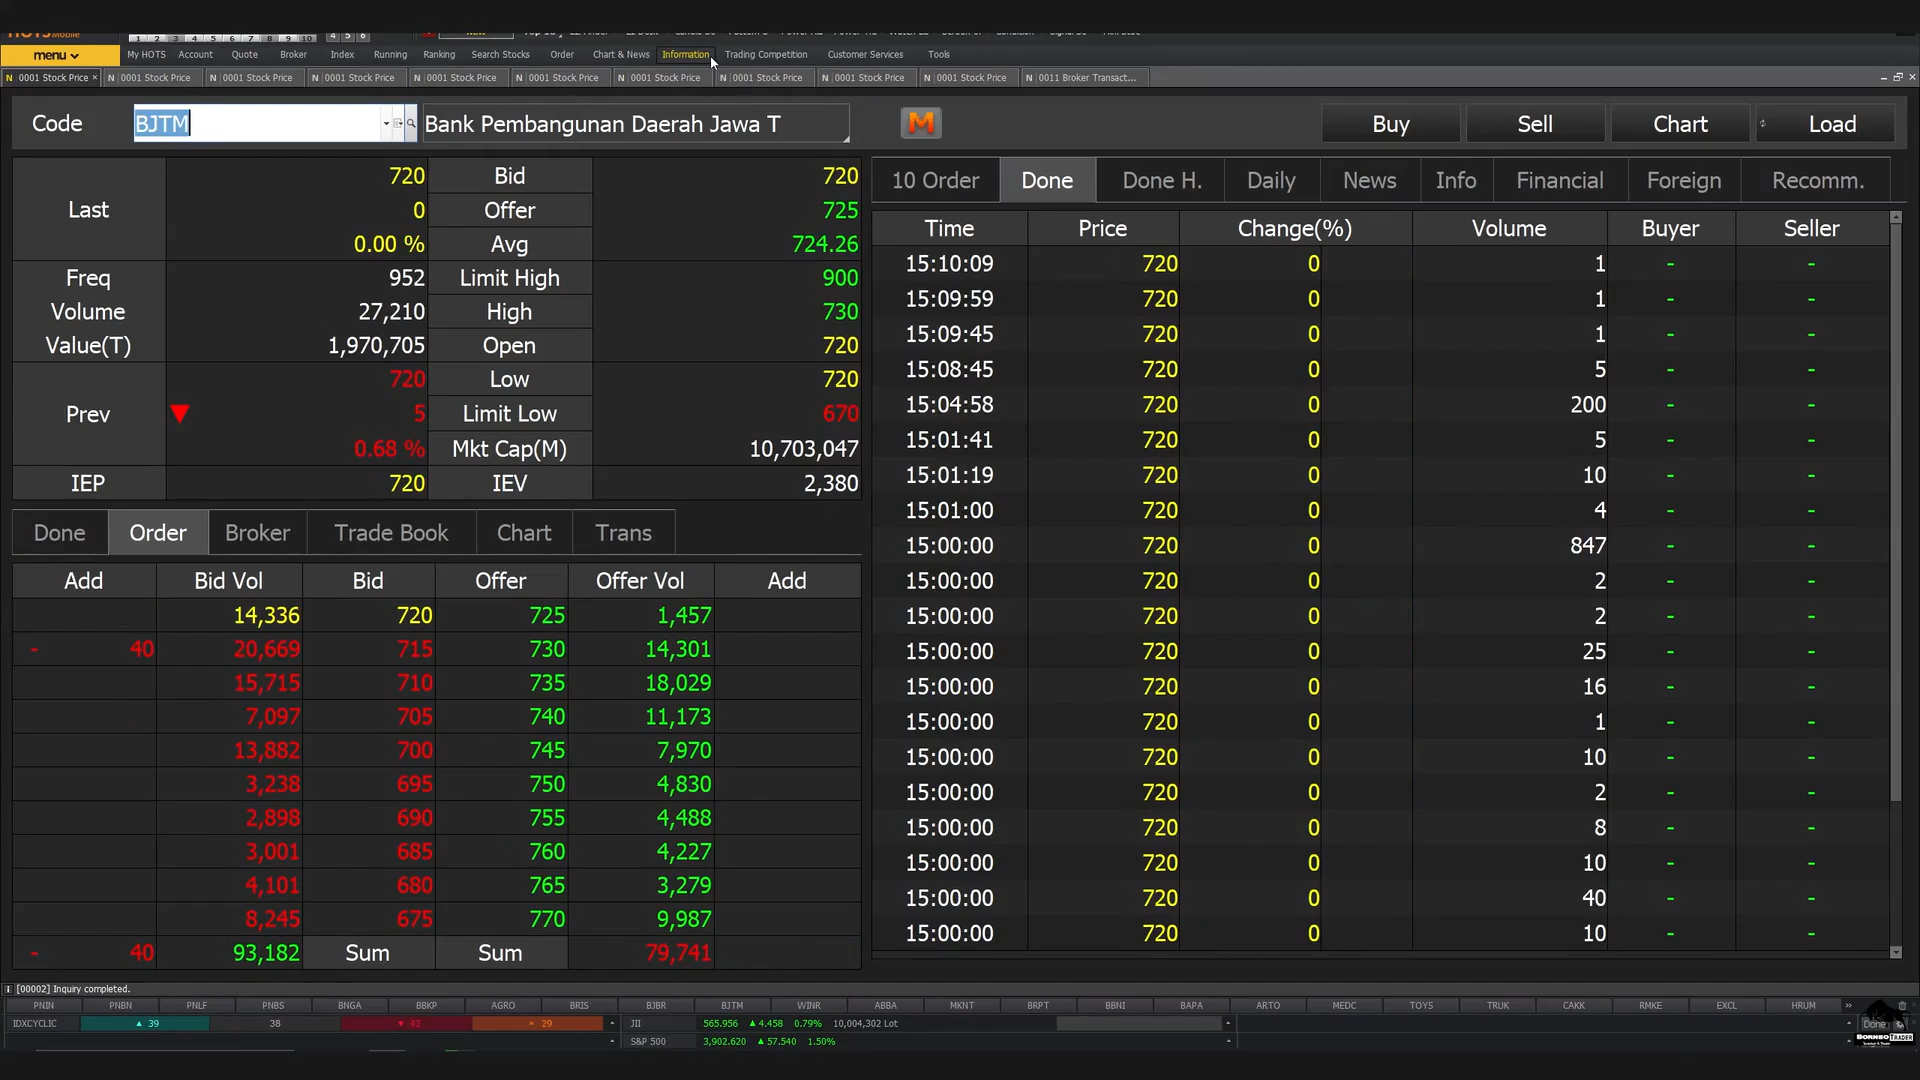 1 2 3 4 5 6 7 8 9 10 4 5 6
menu My HOTS Account Quote Broker Index Running Ranking Search Stocks Order Chart & News Information Trading Competition Customer Services Tools
N 0001 Stock Price × N 0001 Stock Price N 0001 Stock Price N 0001 Stock Price N 0001 Stock Price N 0001 Stock Price N 0001 Stock Price N 0001 Stock Price N 0001 Stock Price N 0001 Stock Price N 0011 Broker Transact...
Code BJTM Bank Pembangunan Daerah Jawa T M Buy Sell Chart Load
Last 720 Bid 720
0 Offer 725
0.00 % Avg 724.26
Freq 952 Limit High 900
Volume 27,210 High 730
Value(T) 1,970,705 Open 720
Prev 720 Low 720
▼ 5 Limit Low 670
0.68 % Mkt Cap(M) 10,703,047
IEP 720 IEV 2,380
Done Order Broker Trade Book Chart Trans
Add Bid Vol Bid Offer Offer Vol Add
14,336 720 725 1,457
- 40 20,669 715 730 14,301
15,715 710 735 18,029
7,097 705 740 11,173
13,882 700 745 7,970
3,238 695 750 4,830
2,898 690 755 4,488
3,001 685 760 4,227
4,101 680 765 3,279
8,245 675 770 9,987
- 40 93,182 Sum Sum 79,741
10 Order Done Done H. Daily News Info Financial Foreign Recomm.
Time Price Change(%) Volume Buyer Seller
15:10:09 720 0 1 - -
15:09:59 720 0 1 - -
15:09:45 720 0 1 - -
15:08:45 720 0 5 - -
15:04:58 720 0 200 - -
15:01:41 720 0 5 - -
15:01:19 720 0 10 - -
15:01:00 720 0 4 - -
15:00:00 720 0 847 - -
15:00:00 720 0 2 - -
15:00:00 720 0 2 - -
15:00:00 720 0 25 - -
15:00:00 720 0 16 - -
15:00:00 720 0 1 - -
15:00:00 720 0 10 - -
15:00:00 720 0 2 - -
15:00:00 720 0 8 - -
15:00:00 720 0 10 - -
15:00:00 720 0 40 - -
15:00:00 720 0 10 - -
[00002] Inquiry completed.
PNIN PNBN PNLF PNBS BNGA BBKP AGRO BRIS BJBR BJTM WINR ABBA MKNT BRPT BBNI BAPA ARTO MEDC TOYS TRUK CAKK RMKE EXCL HRUM »
IDXCYCLIC ▲ 39 38 ▼ 42 29 JII 565.956 ▲ 4.458 0.79% 10,004,302 Lot Done
S&P 500 3,902.620 ▲ 57.540 1.50%
BORNEO TRADER